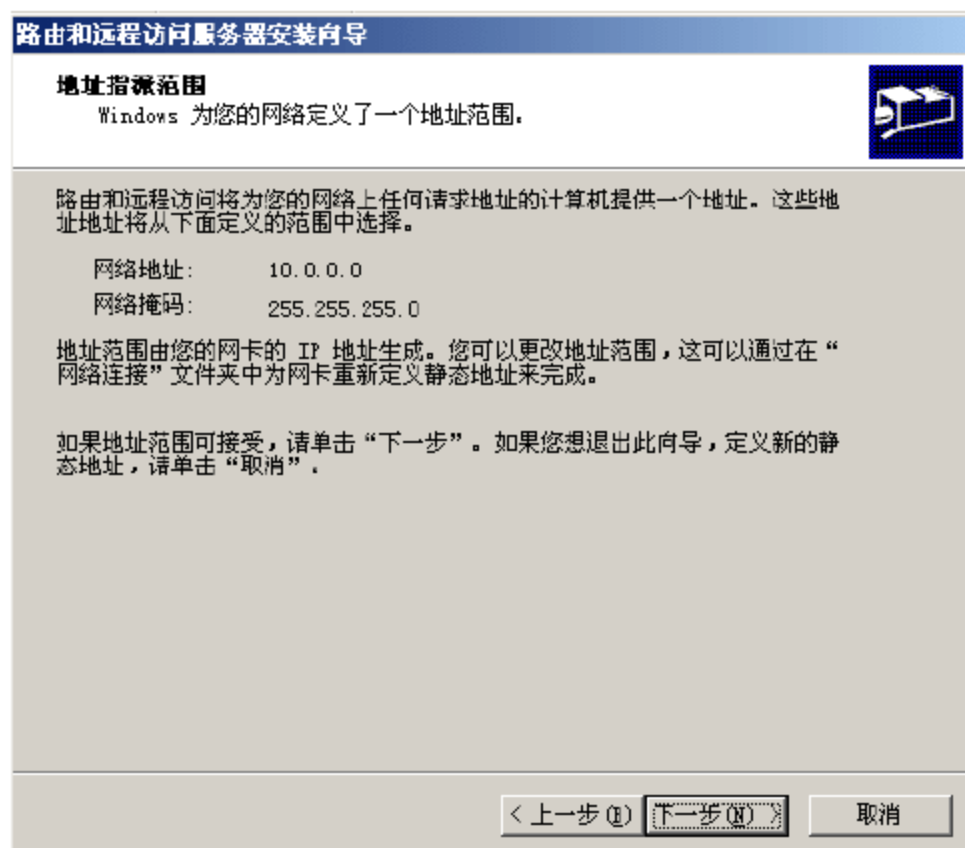 路由和远程访问服务器安装向导
地址指派范围
Windows 为您的网络定义了一个地址范围。
路由和远程访问将为您的网络上任何请求地址的计算机提供一个地址。这些地
址地址将从下面定义的范围中选择。
网络地址: 10.0.0.0
网络掩码: 255.255.255.0
地址范围由您的网卡的 IP 地址生成。您可以更改地址范围，这可以通过在“
网络连接”文件夹中为网卡重新定义静态地址来完成。
如果地址范围可接受，请单击“下一步”。如果您想退出此向导，定义新的静
态地址，请单击“取消”.
< 上一步(B) 下一步(N) > 取消